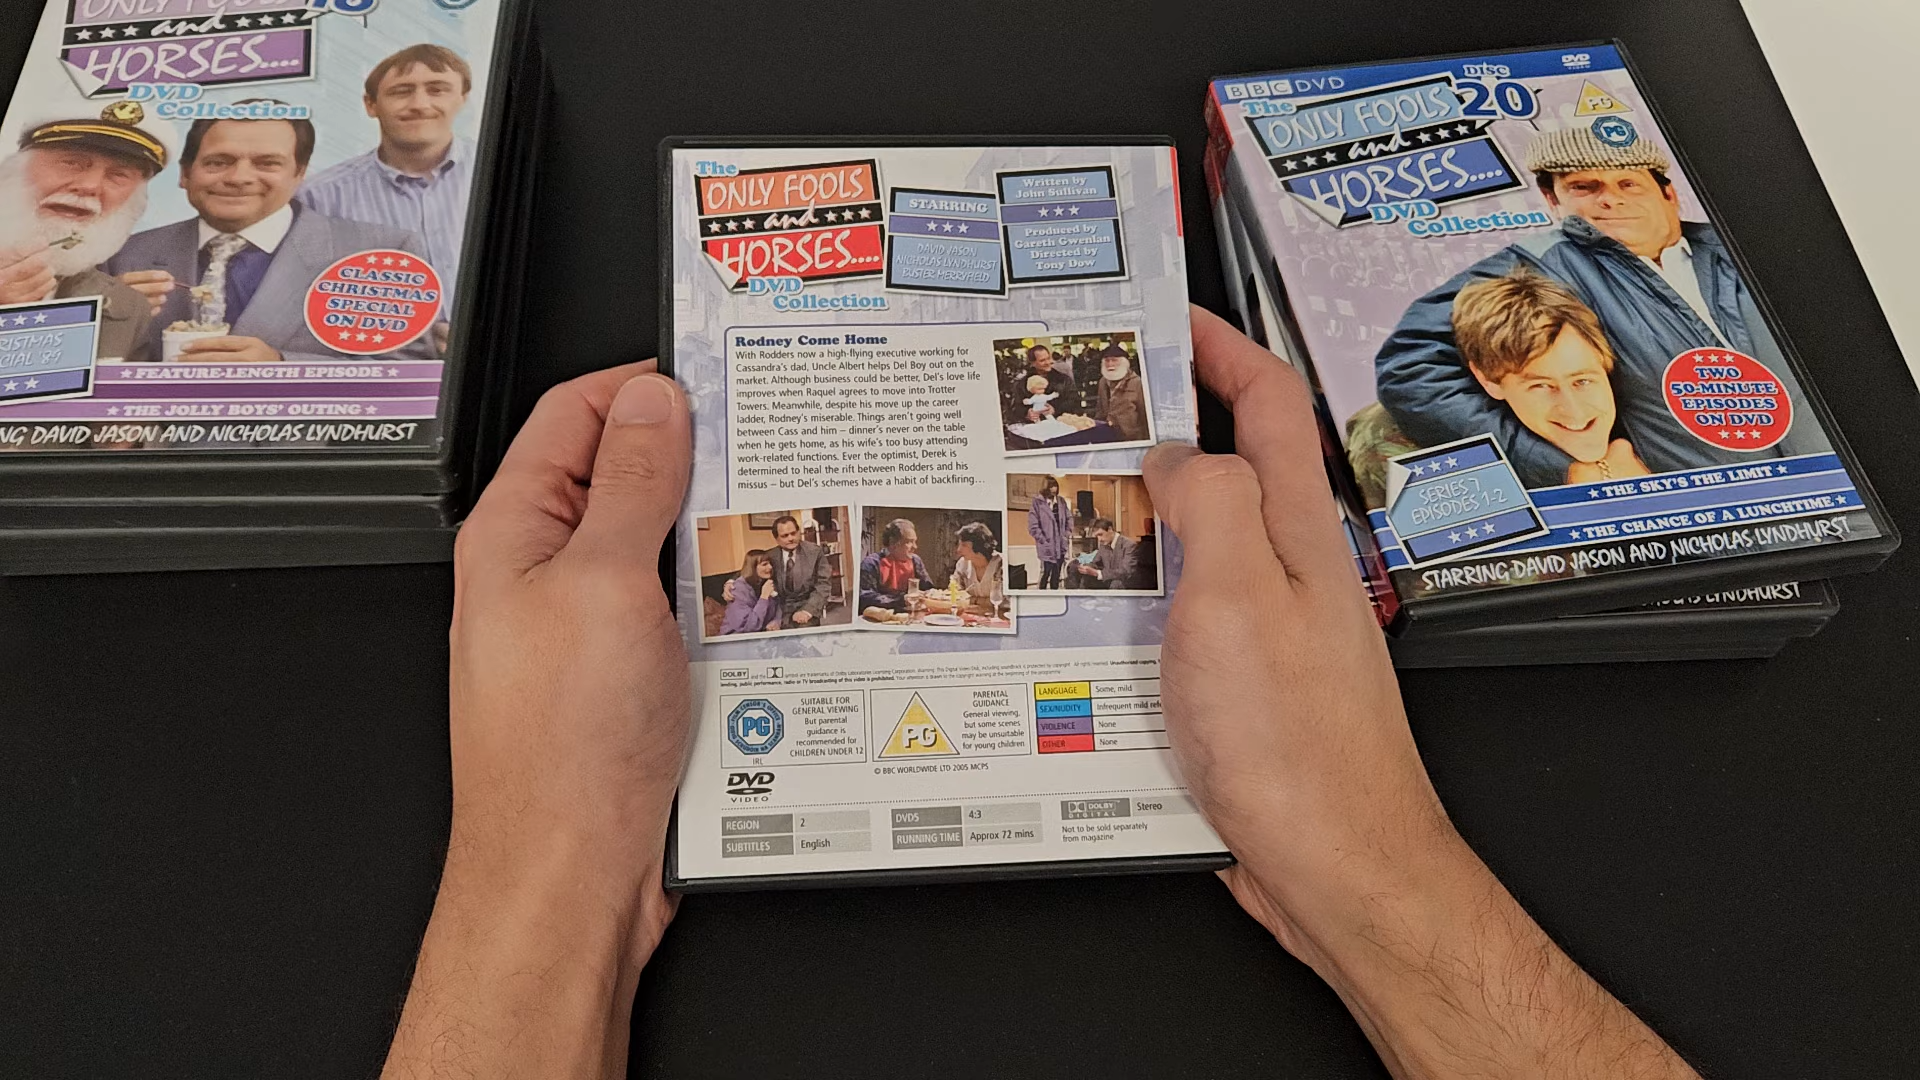 ONLY FOOLS
and
HORSES....
DVD
Collection
CLASSIC
CHRISTMAS
SPECIAL
ON DVD
FEATURE-LENGTH EPISODE
THE JOLLY BOYS' OUTING
DAVID JASON AND NICHOLAS LYNDHURST
The
ONLY FOOLS
and
HORSES....
DVD
Collection
STARRING
DAVID JASON
NICHOLAS LYNDHURST
BUSTER MERRYFIELD
Written by
John Sullivan
Produced by
Gareth Gwenlan
Directed by
Tony Dow
Rodney Come Home
With Rodders now a high-flying executive working for
Cassandra's dad, Uncle Albert helps Del Boy out on the
market. Although business could be better, Del's love life
improves when Raquel agrees to move into Trotter
Towers. Meanwhile, despite his move up the career
ladder, Rodney's miserable. Things aren't going well
between Cass and him – dinner's never on the table
when he gets home, as his wife's too busy attending
work-related functions. Ever the optimist, Derek is
determined to heal the rift between Rodders and his
missus – but Del's schemes have a habit of backfiring...
DOLBY
PG
IRL
SUITABLE FOR
GENERAL VIEWING
But parental
guidance is
recommended for
CHILDREN UNDER 12
PG
PARENTAL
GUIDANCE
General viewing,
but some scenes
may be unsuitable
for young children
LANGUAGE Some, mild
SEX/NUDITY Infrequent mild
VIOLENCE None
OTHER None
© BBC WORLDWIDE LTD 2005 MCPS
DVD
VIDEO
REGION 2
SUBTITLES English
DVD5 4:3
RUNNING TIME Approx 72 mins
DOLBY
DIGITAL
Stereo
Not to be sold separately
from magazine
BBC DVD
DISC
20
DVD
PG
PG
The
ONLY FOOLS
and
HORSES....
DVD
Collection
TWO
50-MINUTE
EPISODES
ON DVD
SERIES 7
EPISODES 1-2
THE SKY'S THE LIMIT
THE CHANCE OF A LUNCHTIME
STARRING DAVID JASON AND NICHOLAS LYNDHURST
LYNDHURST